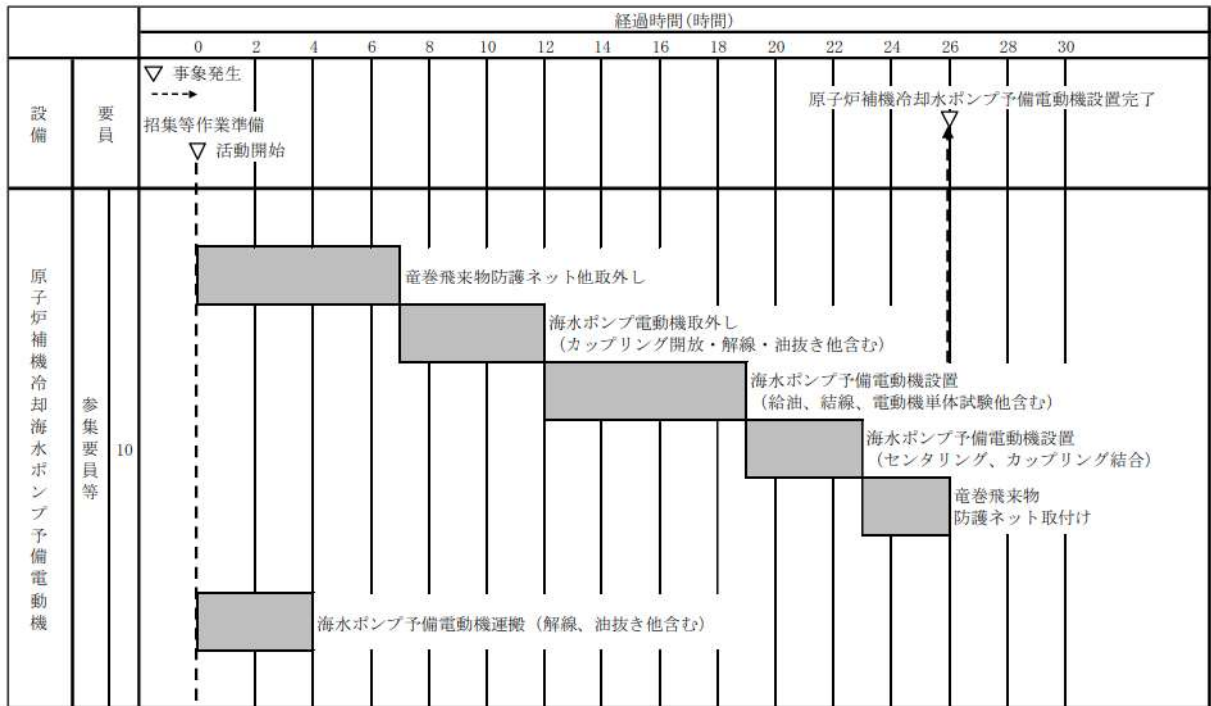 経過時間(時間)
0 2 4 6 8 10 12 14 16 18 20 22 24 26 28 30
設備
要員
事象発生
招集等作業準備
活動開始
原子炉補機冷却水ポンプ予備電動機設置完了
原子炉補機冷却海水ポンプ予備電動機
参集要員等
10
竜巻飛来物防護ネット他取外し
海水ポンプ電動機取外し
(カップリング開放・解線・油抜き他含む)
海水ポンプ予備電動機設置
(給油、結線、電動機単体試験他含む)
海水ポンプ予備電動機設置
(センタリング、カップリング結合)
竜巻飛来物
防護ネット取付け
海水ポンプ予備電動機運搬(解線、油抜き他含む)